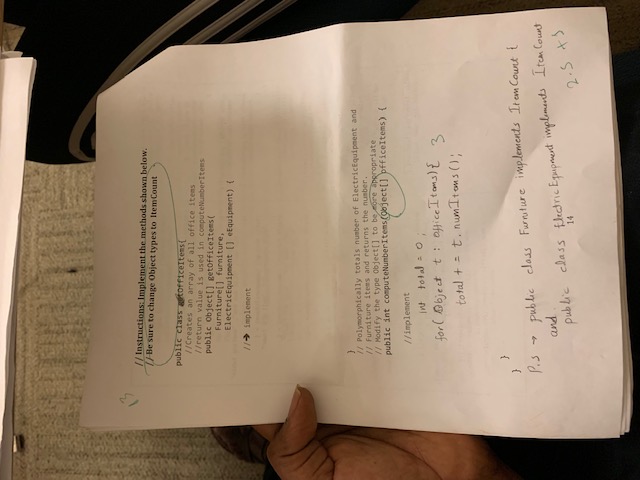 13
// Instructions: Implement the methods shown below.
// Be sure to change Object types to ItemCount
public class getOfficeItems{
//Creates an array of all office items
//return value is used in computeNumberItems
public Object[] getOfficeItems(
Furniture[] furniture,
ElectricEquipment [] eEquipment) {
//→ implement
}
// Polymorphically totals number of ElectricEquipment and
// Furniture items and returns the number.
// Modify the type Object[] to be more appropriate
public int computeNumberItems(Object[] officeItems) {
//implement
int total = 0;
for( Object t : officeItems){ 3
total += t.numItems();
}
}
P.S → public class Furniture implements ItemCount {
and
public class ElectricEquipment implements ItemCount
14
2.5 +5